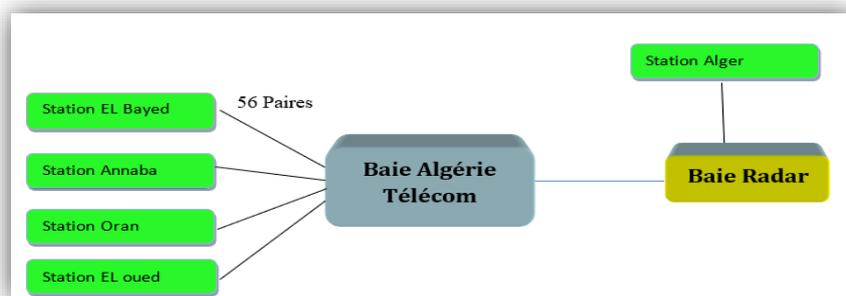 Station Alger
Station EL Bayed
56 Paires
Station Annaba
Baie Algérie
Télécom
Baie Radar
Station Oran
Station EL oued